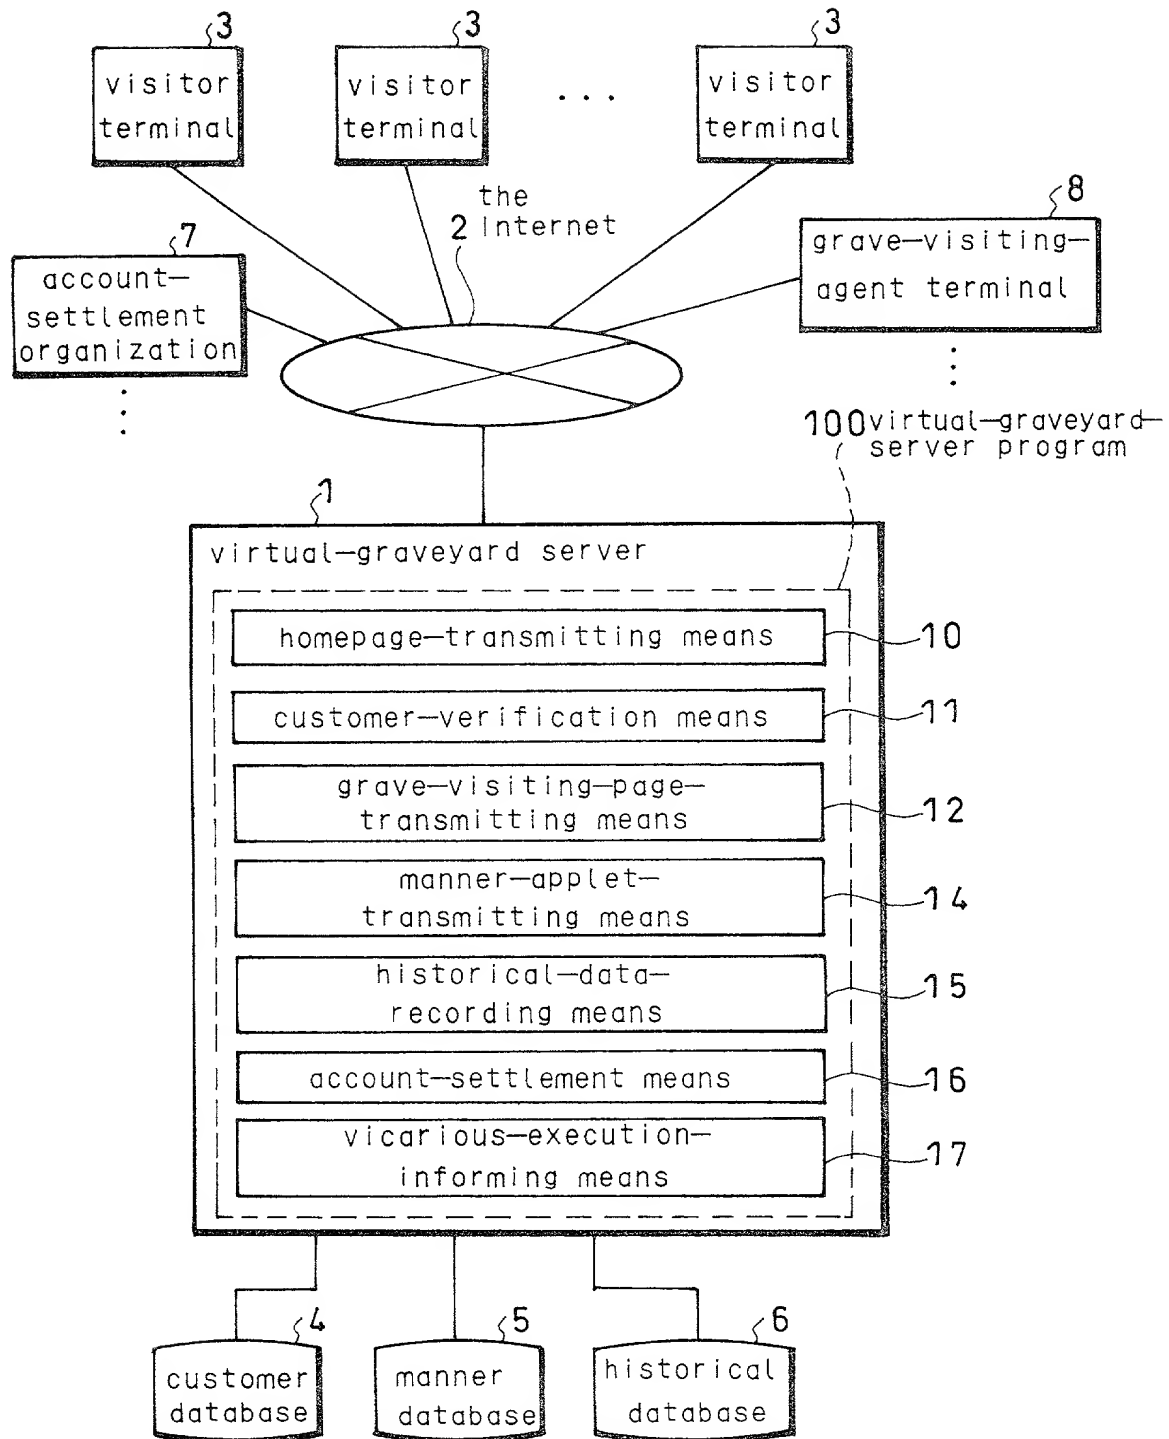 3
3
3
visitor
terminal
visitor
terminal
. . .
visitor
terminal
the
2 Internet
7
account—
settlement
organization
8
grave—visiting—
agent terminal
100 virtual—graveyard—
server program
1
virtual—graveyard server
homepage—transmitting means
10
customer—verification means
11
grave—visiting—page—
transmitting means
12
manner—applet—
transmitting means
14
historical—data—
recording means
15
account—settlement means
16
vicarious—execution—
informing means
17
4
customer
database
5
manner
database
6
historical
database